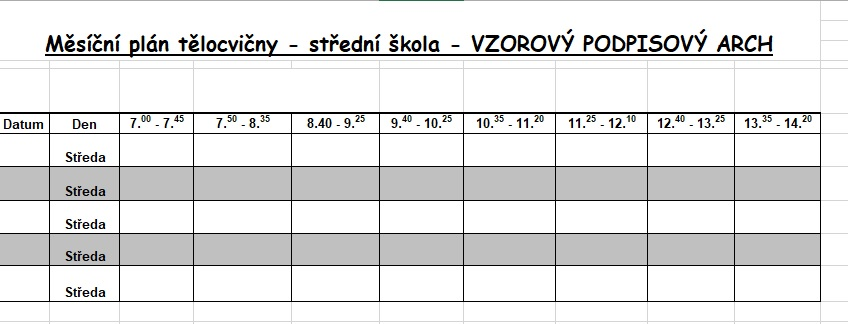 Měsíční plán tělocvičny - střední škola - VZOROVÝ PODPISOVÝ ARCH
Datum Den 7.00 - 7.45 7.50 - 8.35 8.40 - 9.25 9.40 - 10.25 10.35 - 11.20 11.25 - 12.10 12.40 - 13.25 13.35 - 14.20
Středa
Středa
Středa
Středa
Středa